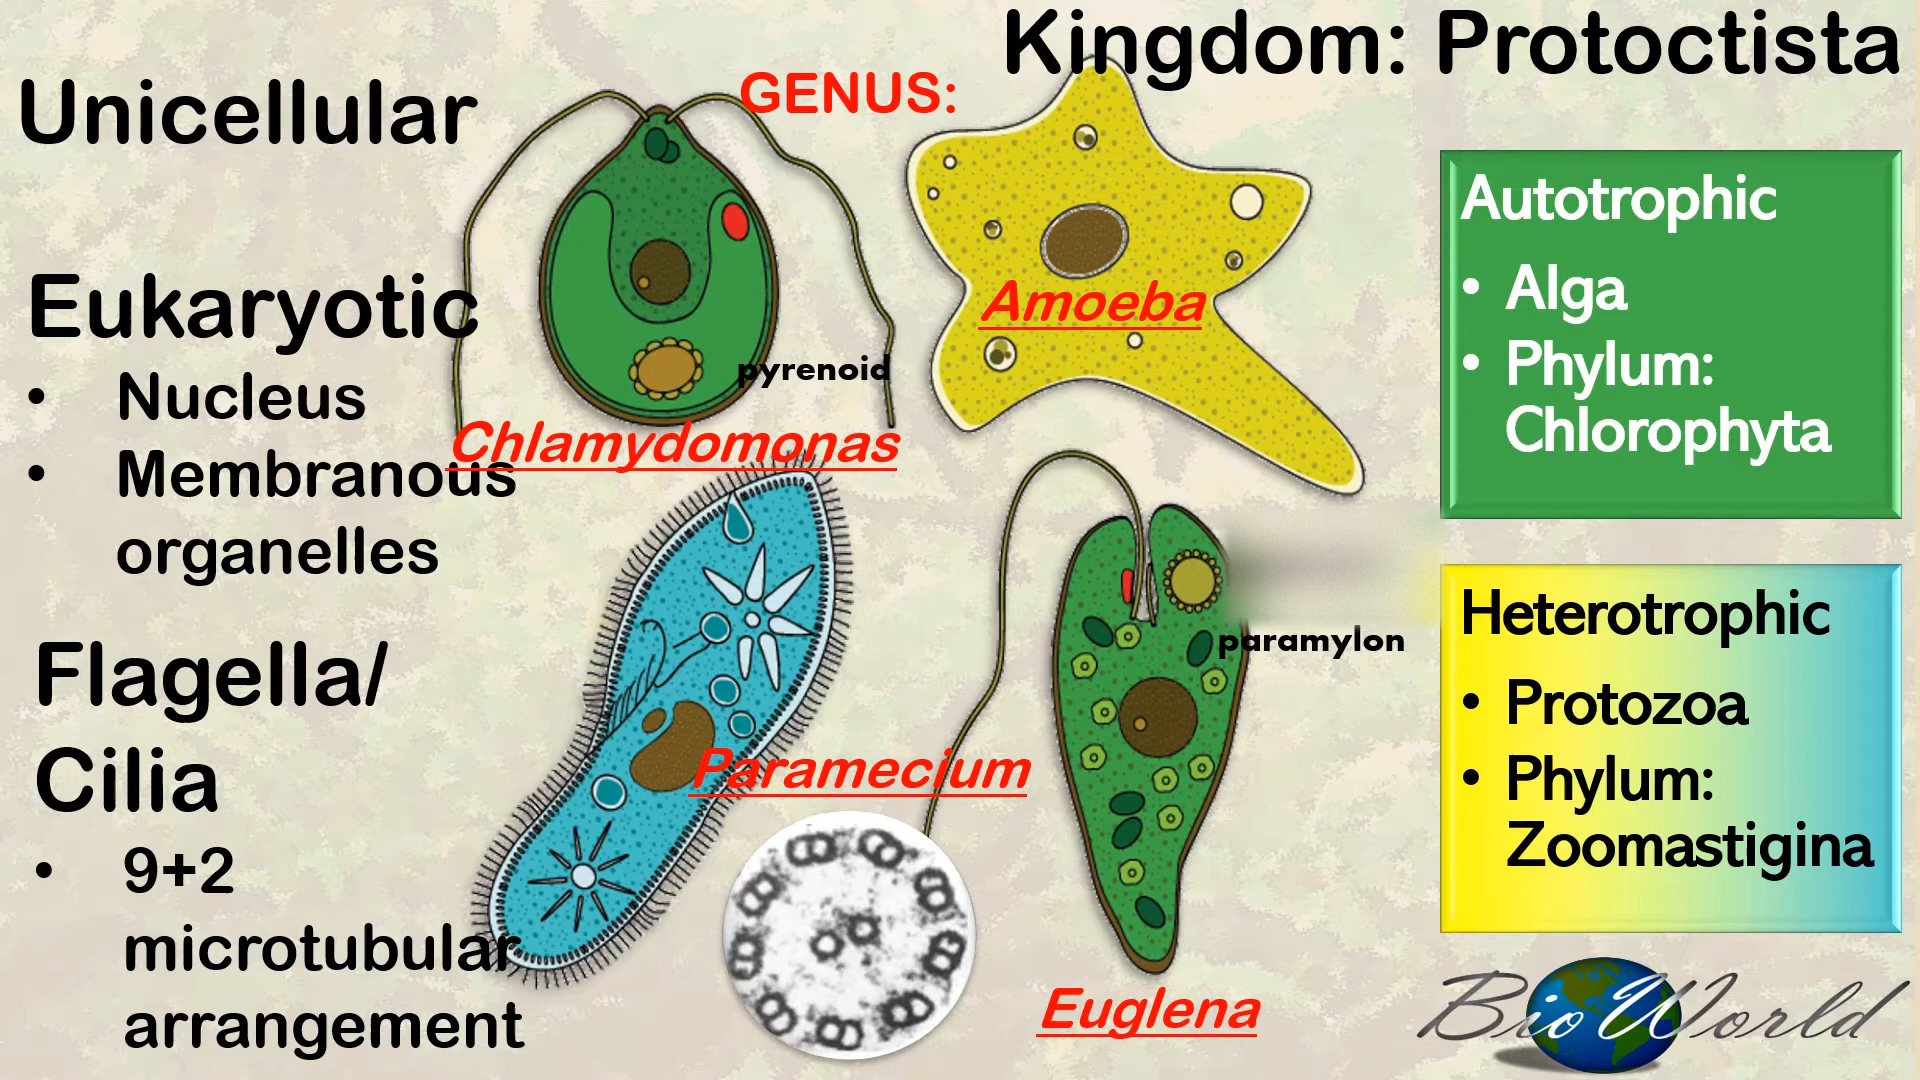 Kingdom: Protoctista
GENUS:
Unicellular
Eukaryotic
• Nucleus
• Membranous
organelles
Flagella/
Cilia
• 9+2
microtubular
arrangement
pyrenoid
Chlamydomonas
Amoeba
Paramecium
paramylon
Euglena
Autotrophic
• Alga
• Phylum:
Chlorophyta
Heterotrophic
• Protozoa
• Phylum:
Zoomastigina
BioWorld